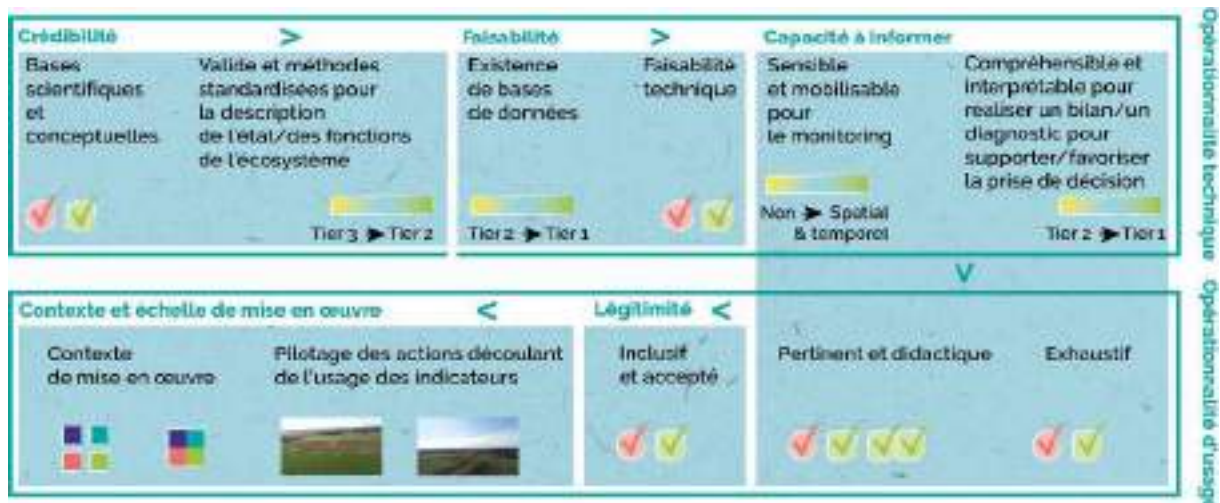 Crédibilité
>
Faisabilité
>
Capacité à informer
Bases
scientifiques
et
conceptuelles
Valide et méthodes
standardisées pour
la description
de l'état/des fonctions
de l'écosystème
Tier 3 ➤ Tier 2
Existence
de bases
de données
Tier 2 ➤ Tier 1
Faisabilité
technique
Sensible
et mobilisable
pour
le monitoring
Non ➤ Spatial
& temporel
Compréhensible et
interprétable pour
réaliser un bilan/un
diagnostic pour
supporter/favoriser
la prise de décision
Tier 2 ➤ Tier 1
Opérationnalité technique
>
Contexte et échelle de mise en œuvre
<
Légitimité <
Contexte
de mise en œuvre
Pilotage des actions découlant
de l'usage des indicateurs
Inclusif
et accepté
Pertinent et didactique
Exhaustif
Opérationnalité d'usage